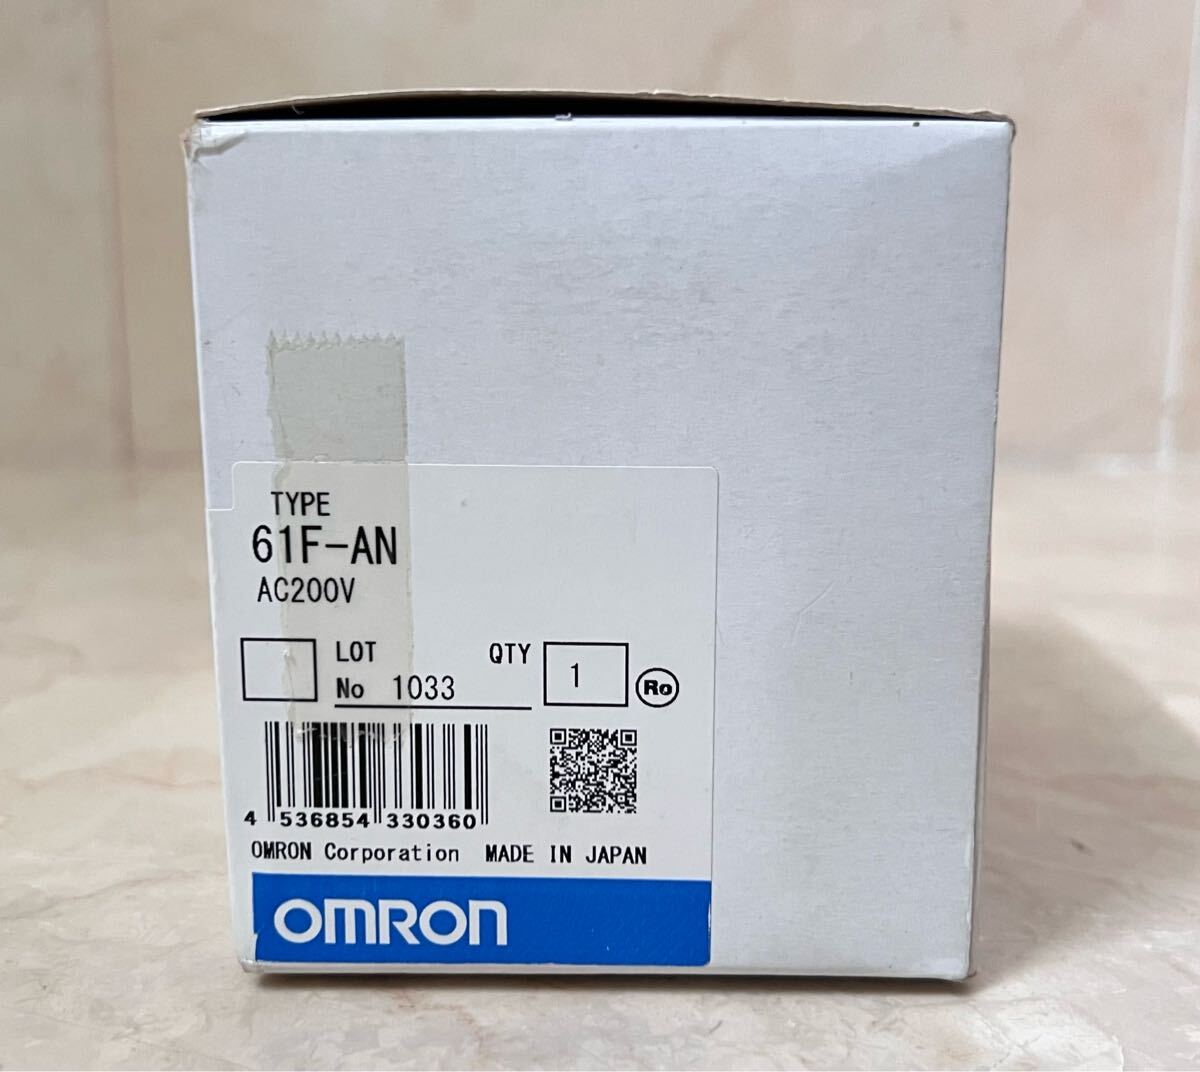 TYPE
61F-AN
AC200V
LOT
No 1033
QTY
1
Ro
4 536854 330360
OMRON Corporation MADE IN JAPAN
OMRON